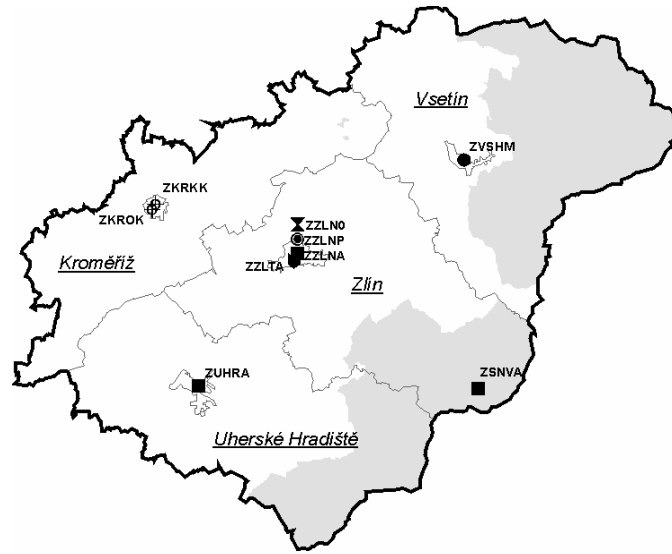 Vsetín
ZVSHM
ZKRKK
ZKROK
ZZLN0
ZZLNP
ZZLNA
ZZLTA
Kroměříž
Zlín
ZUHRA
ZSNVA
Uherské Hradiště